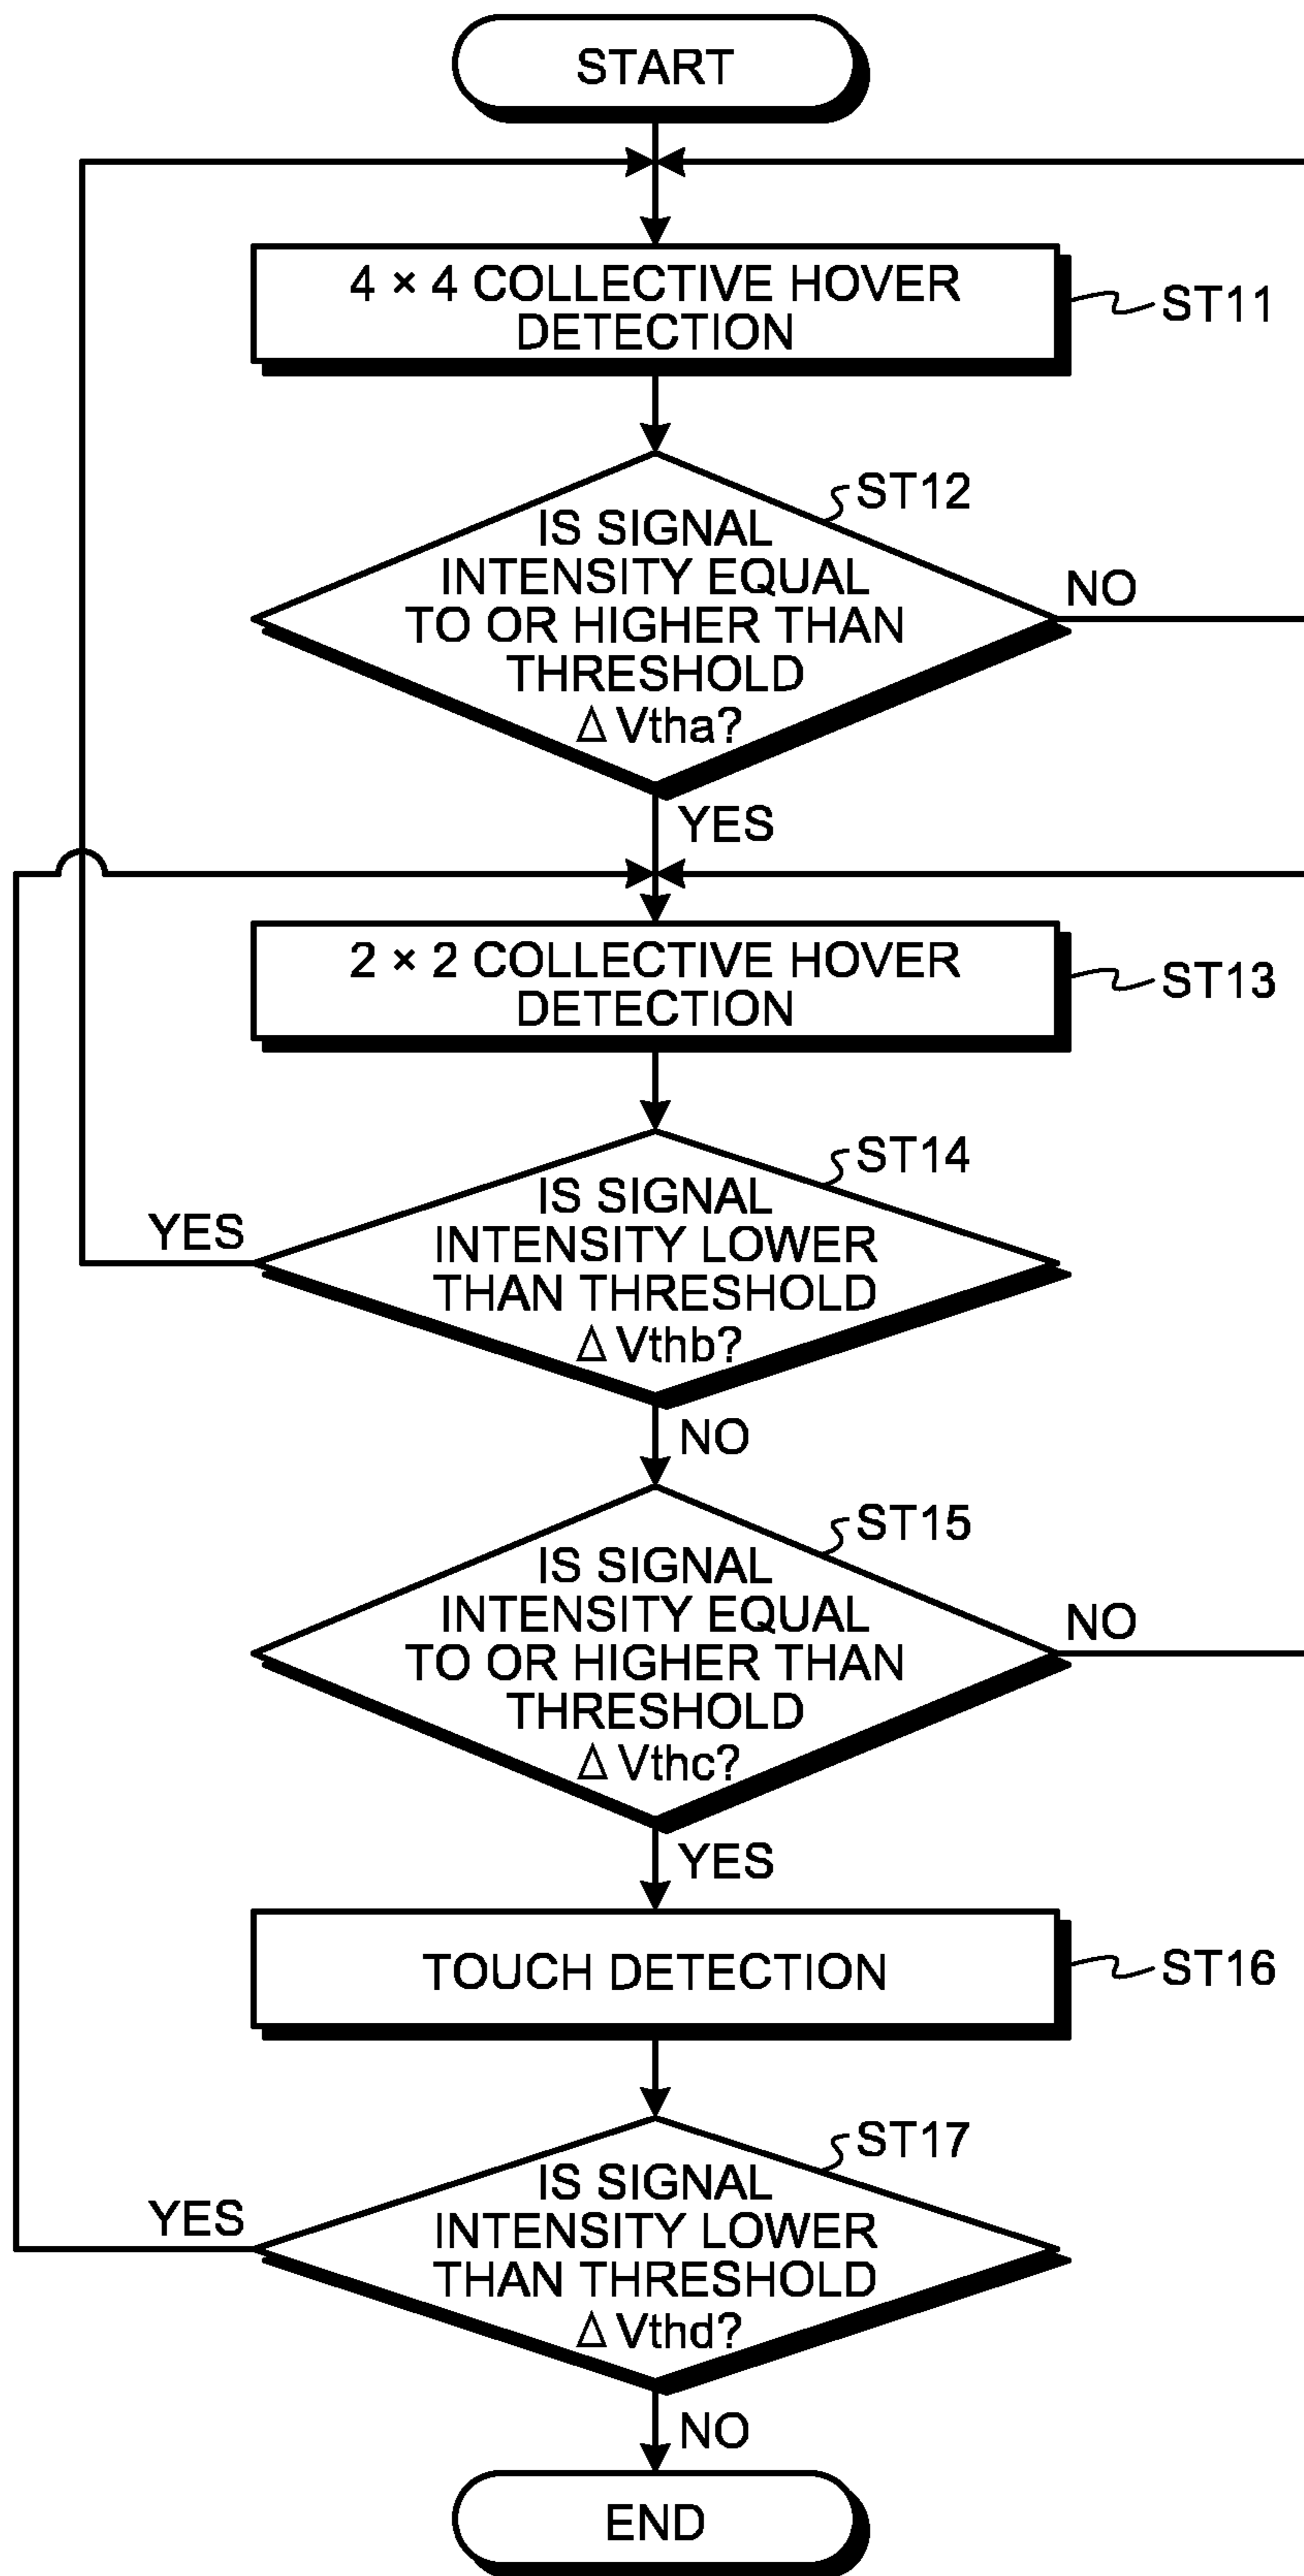 START
4 × 4 COLLECTIVE HOVER
DETECTION
ST11
ST12
IS SIGNAL
INTENSITY EQUAL
TO OR HIGHER THAN
THRESHOLD
Δ Vtha?
NO
YES
2 × 2 COLLECTIVE HOVER
DETECTION
ST13
ST14
IS SIGNAL
INTENSITY LOWER
THAN THRESHOLD
Δ Vthb?
YES
NO
ST15
IS SIGNAL
INTENSITY EQUAL
TO OR HIGHER THAN
THRESHOLD
Δ Vthc?
NO
YES
TOUCH DETECTION
ST16
ST17
IS SIGNAL
INTENSITY LOWER
THAN THRESHOLD
Δ Vthd?
YES
NO
END